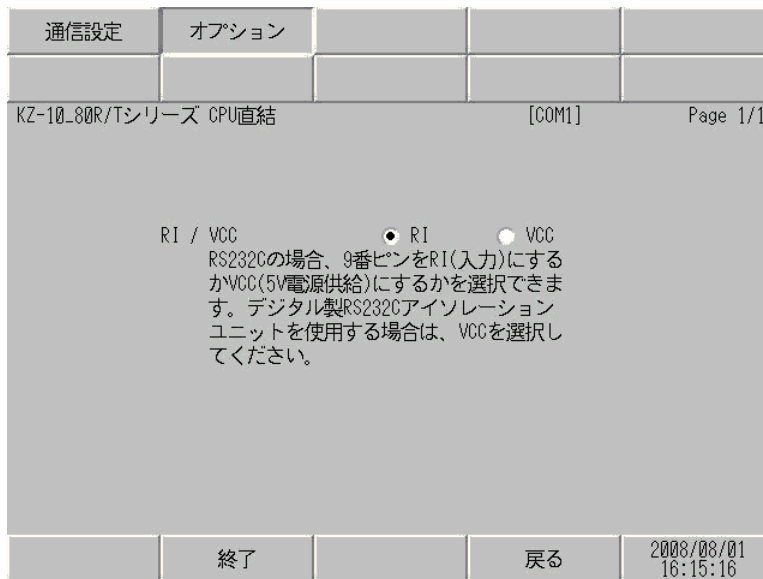 通信設定 オプション
KZ-10_80R/Tシリーズ CPU直結 [COM1] Page 1/1
RI / VCC RI VCC
RS232Cの場合、9番ピンをRI(入力)にする
かVCC(5V電源供給)にするかを選択できま
す。デジタル製RS232Cアイソレーション
ユニットを使用する場合は、VCCを選択し
てください。
終了 戻る 2008/08/01
16:15:16